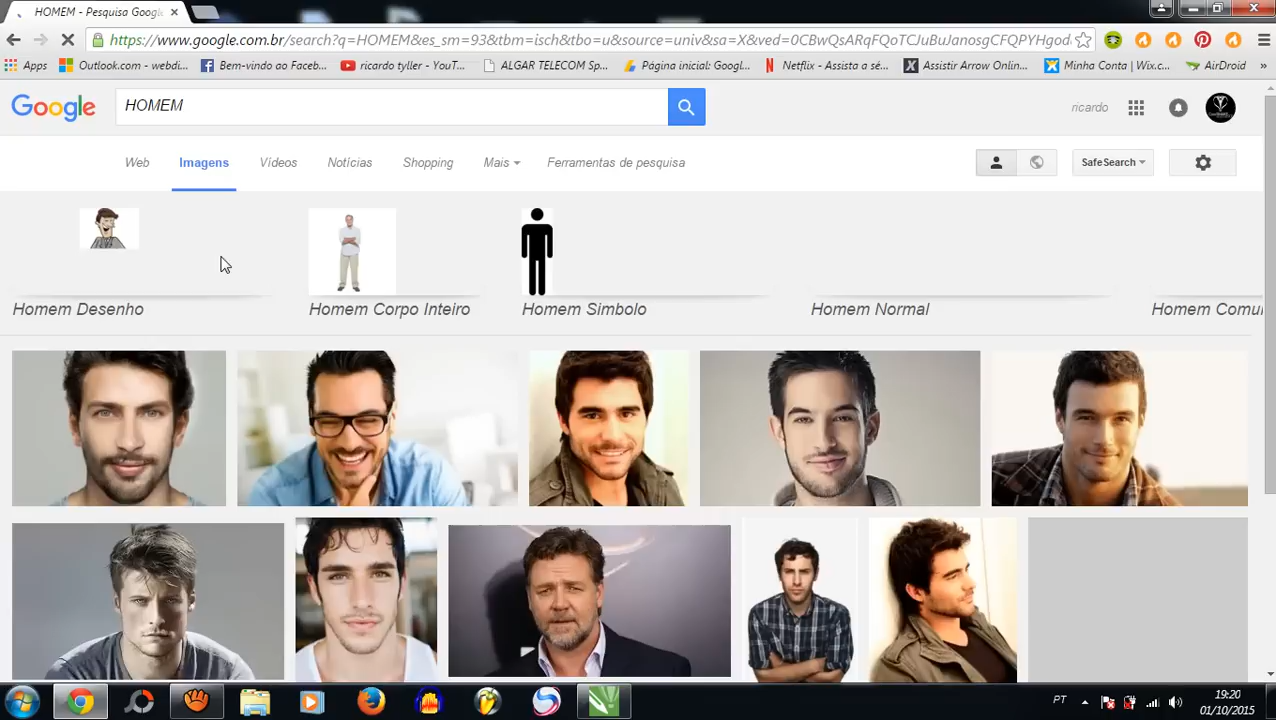 HOMEM - Pesquisa Google
https://www.google.com.br/search?q=HOMEM&es_sm=93&tbm=isch&tbo=u&source=univ&sa=X&ved=0CBwQsARqFQoTCJuBuJanosgCFQPYHgod
Apps Outlook.com - webdi... Bem-vindo ao Faceb... ricardo tyller - YouT... ALGAR TELECOM Sp... Página inicial: Googl... Netflix - Assista a sé... Assistir Arrow Onlin... Minha Conta | Wix.c... AirDroid
Google HOMEM ricardo
Web Imagens Vídeos Notícias Shopping Mais Ferramentas de pesquisa SafeSearch
Homem Desenho Homem Corpo Inteiro Homem Simbolo Homem Normal Homem Comu
PT 19:20
01/10/2015